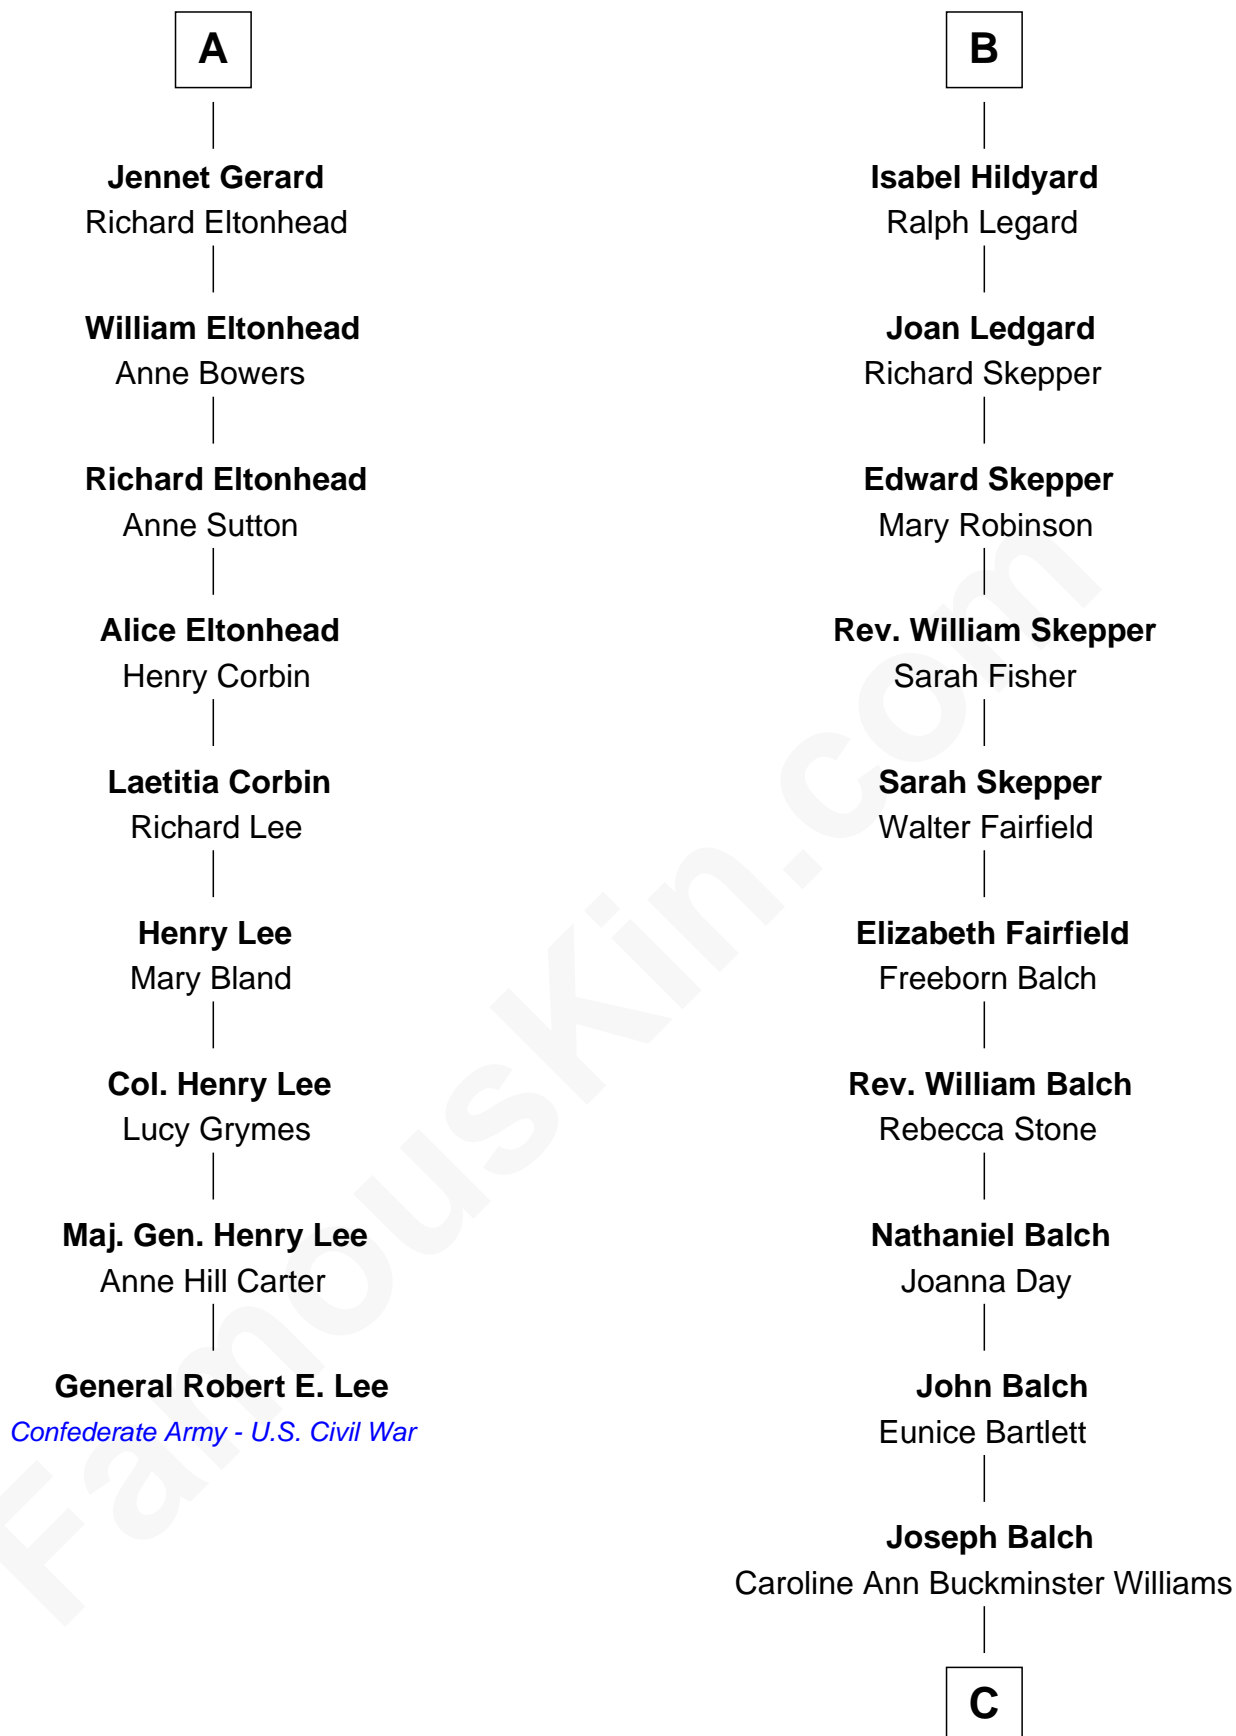 A
Jennet Gerard
Richard Eltonhead
William Eltonhead
Anne Bowers
Richard Eltonhead
Anne Sutton
Alice Eltonhead
Henry Corbin
Laetitia Corbin
Richard Lee
Henry Lee
Mary Bland
Col. Henry Lee
Lucy Grymes
Maj. Gen. Henry Lee
Anne Hill Carter
General Robert E. Lee
Confederate Army - U.S. Civil War
B
Isabel Hildyard
Ralph Legard
Joan Ledgard
Richard Skepper
Edward Skepper
Mary Robinson
Rev. William Skepper
Sarah Fisher
Sarah Skepper
Walter Fairfield
Elizabeth Fairfield
Freeborn Balch
Rev. William Balch
Rebecca Stone
Nathaniel Balch
Joanna Day
John Balch
Eunice Bartlett
Joseph Balch
Caroline Ann Buckminster Williams
C
FamousKin.com